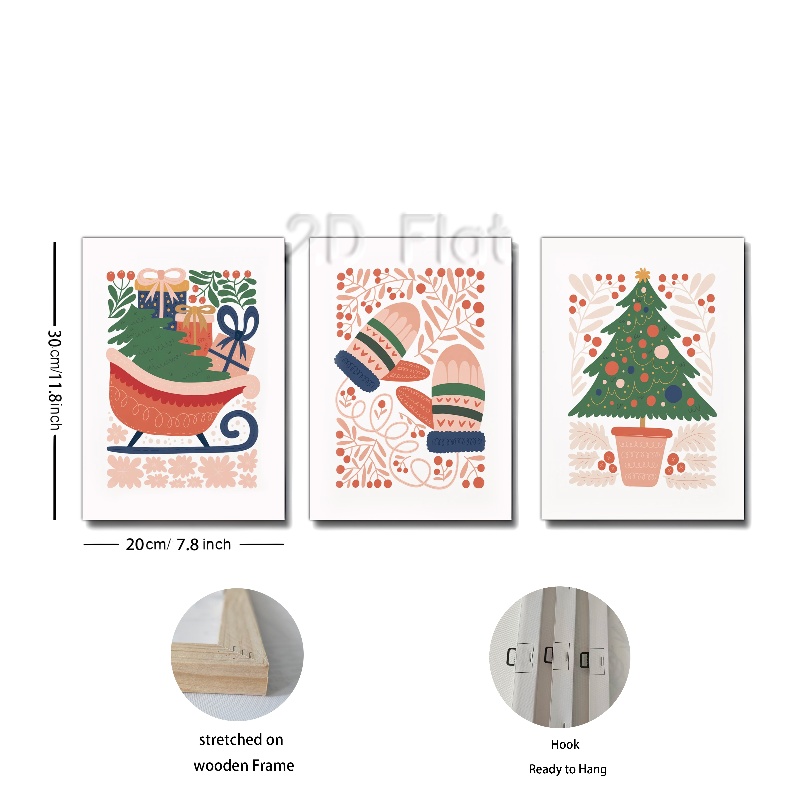 2D Flat
30cm/11.8inch
20cm/ 7.8 inch
stretched on
wooden Frame
Hook
Ready to Hang